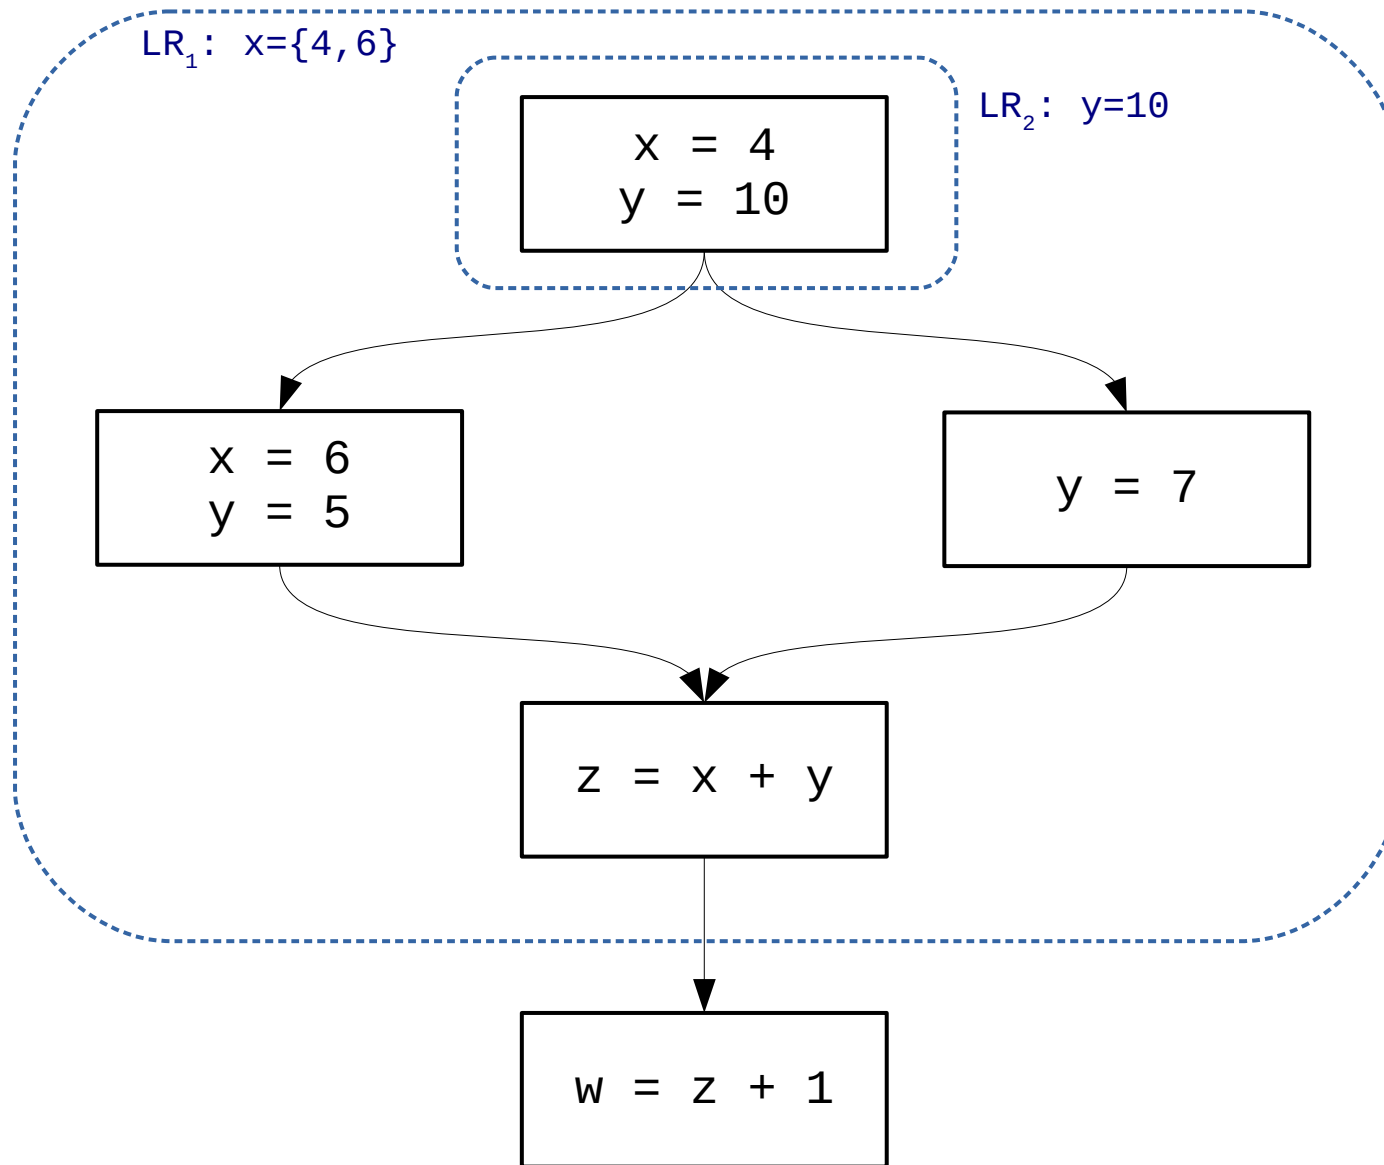 LR₁: x={4,6}
LR₂: y=10
x = 4
y = 10
x = 6
y = 5
y = 7
z = x + y
w = z + 1